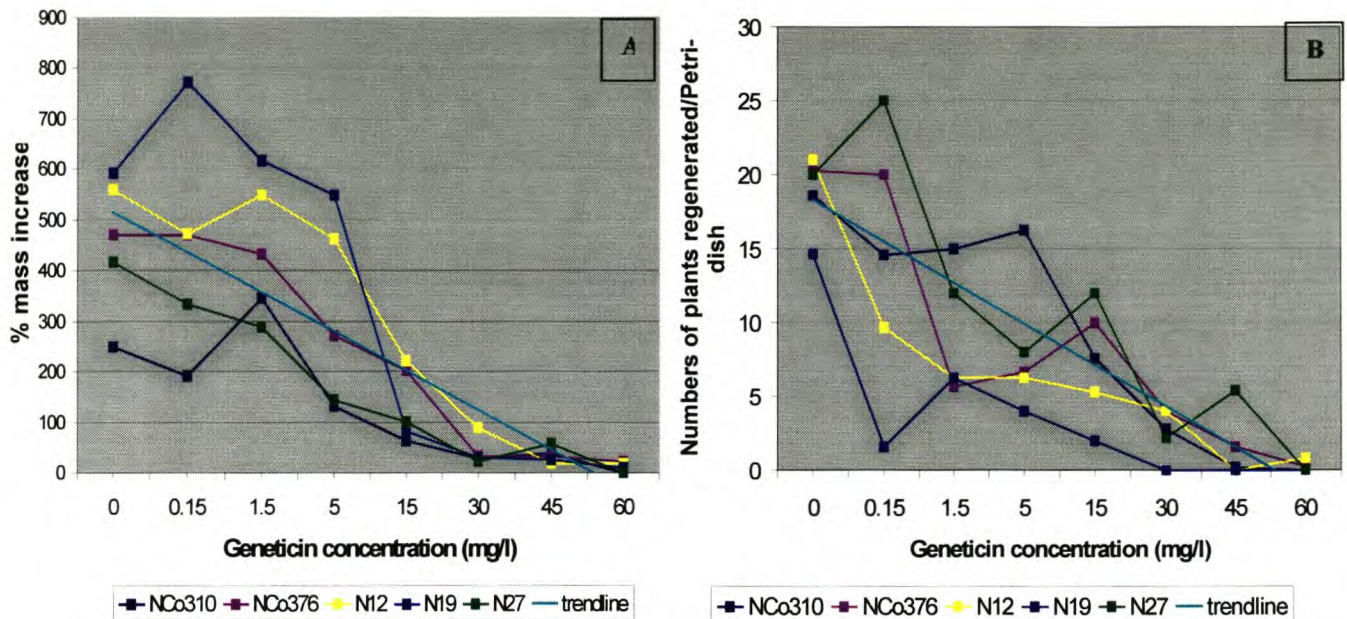 A
900
800
700
600
500
400
300
200
100
0
% mass increase
0 0.15 1.5 5 15 30 45 60
Geneticin concentration (mg/l)
NCo310 NCo376 N12 N19 N27 trendline
B
30
25
20
15
10
5
0
Numbers of plants regenerated/Petri-
dish
0 0.15 1.5 5 15 30 45 60
Geneticin concentration (mg/l)
NCo310 NCo376 N12 N19 N27 trendline